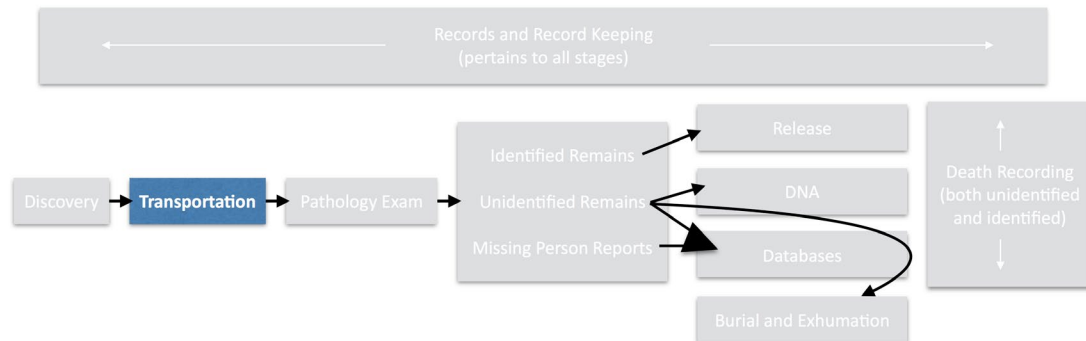 Records and Record Keeping
(pertains to all stages)
Discovery
Transportation
Pathology Exam
Identified Remains
Unidentified Remains
Missing Person Reports
Release
DNA
Databases
Burial and Exhumation
Death Recording
(both unidentified
and identified)